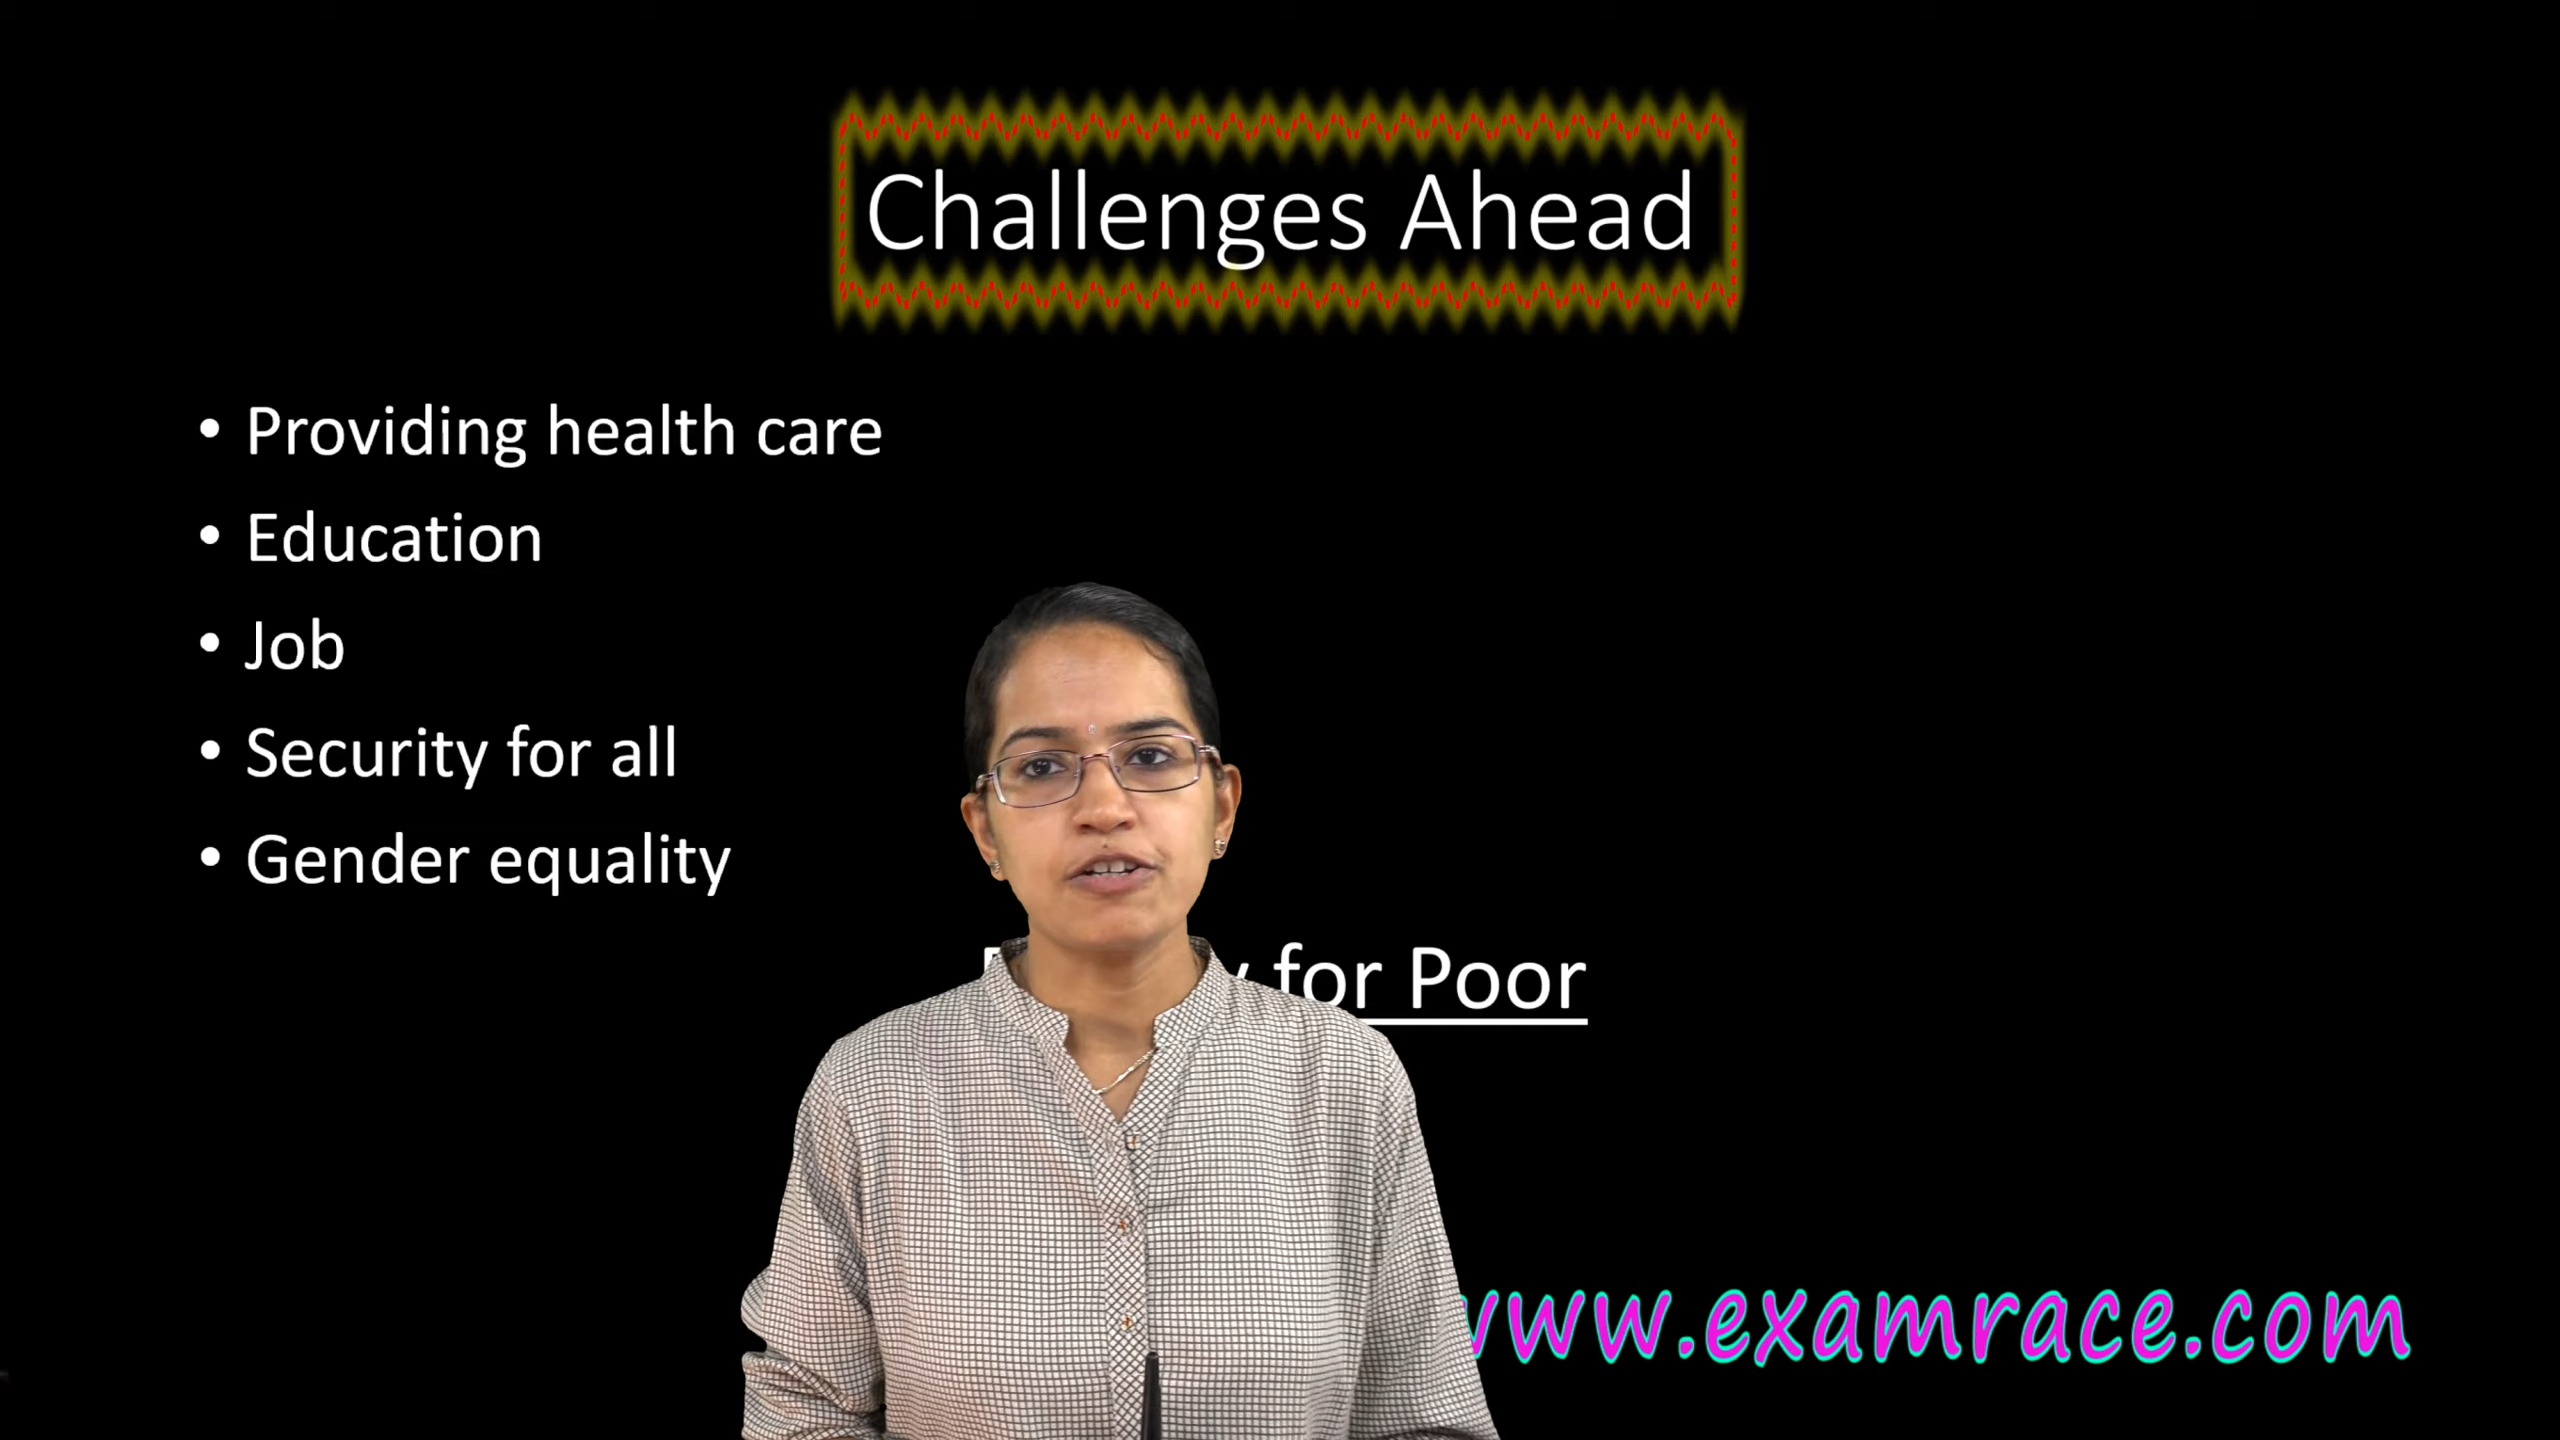 Challenges Ahead
• Providing health care
• Education
• Job
• Security for all
• Gender equality
for Poor
www.examrace.com